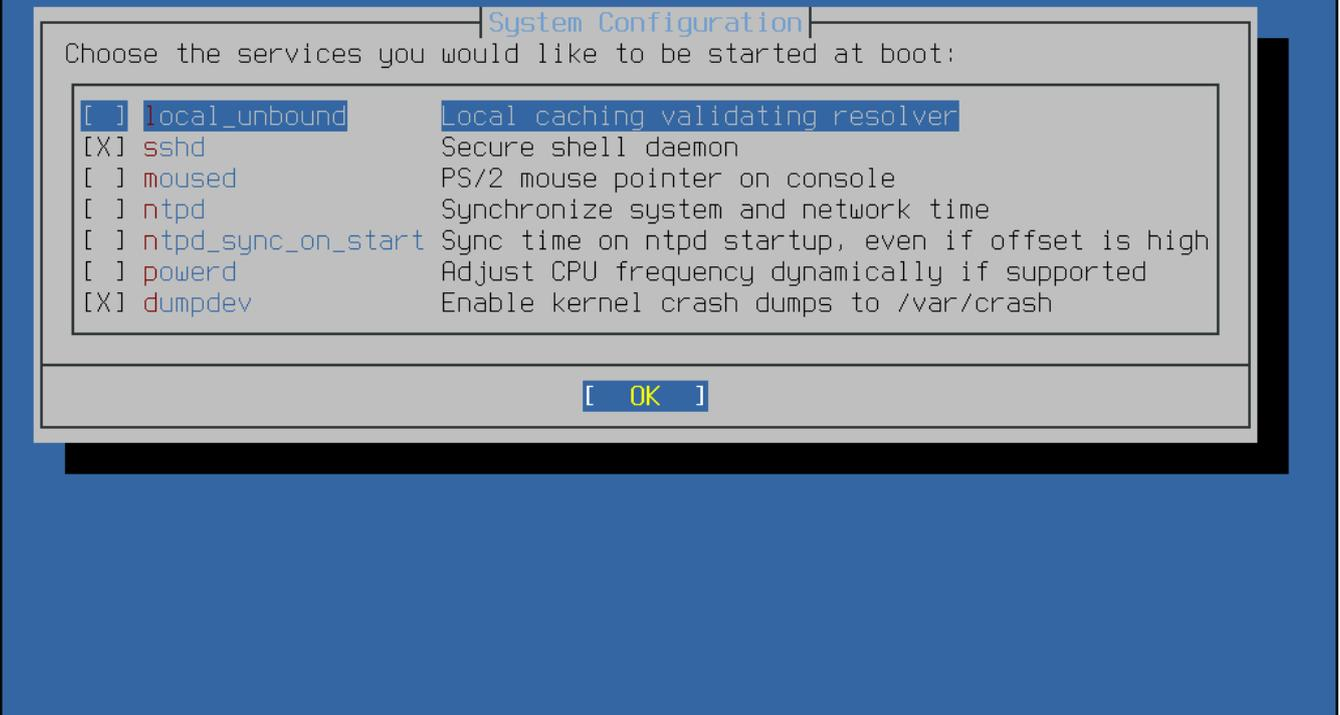 System Configuration
Choose the services you would like to be started at boot:
[ ] local_unbound Local caching validating resolver
[X] sshd Secure shell daemon
[ ] moused PS/2 mouse pointer on console
[ ] ntpd Synchronize system and network time
[ ] ntpd_sync_on_start Sync time on ntpd startup, even if offset is high
[ ] powerd Adjust CPU frequency dynamically if supported
[X] dumpdev Enable kernel crash dumps to /var/crash
[ OK ]